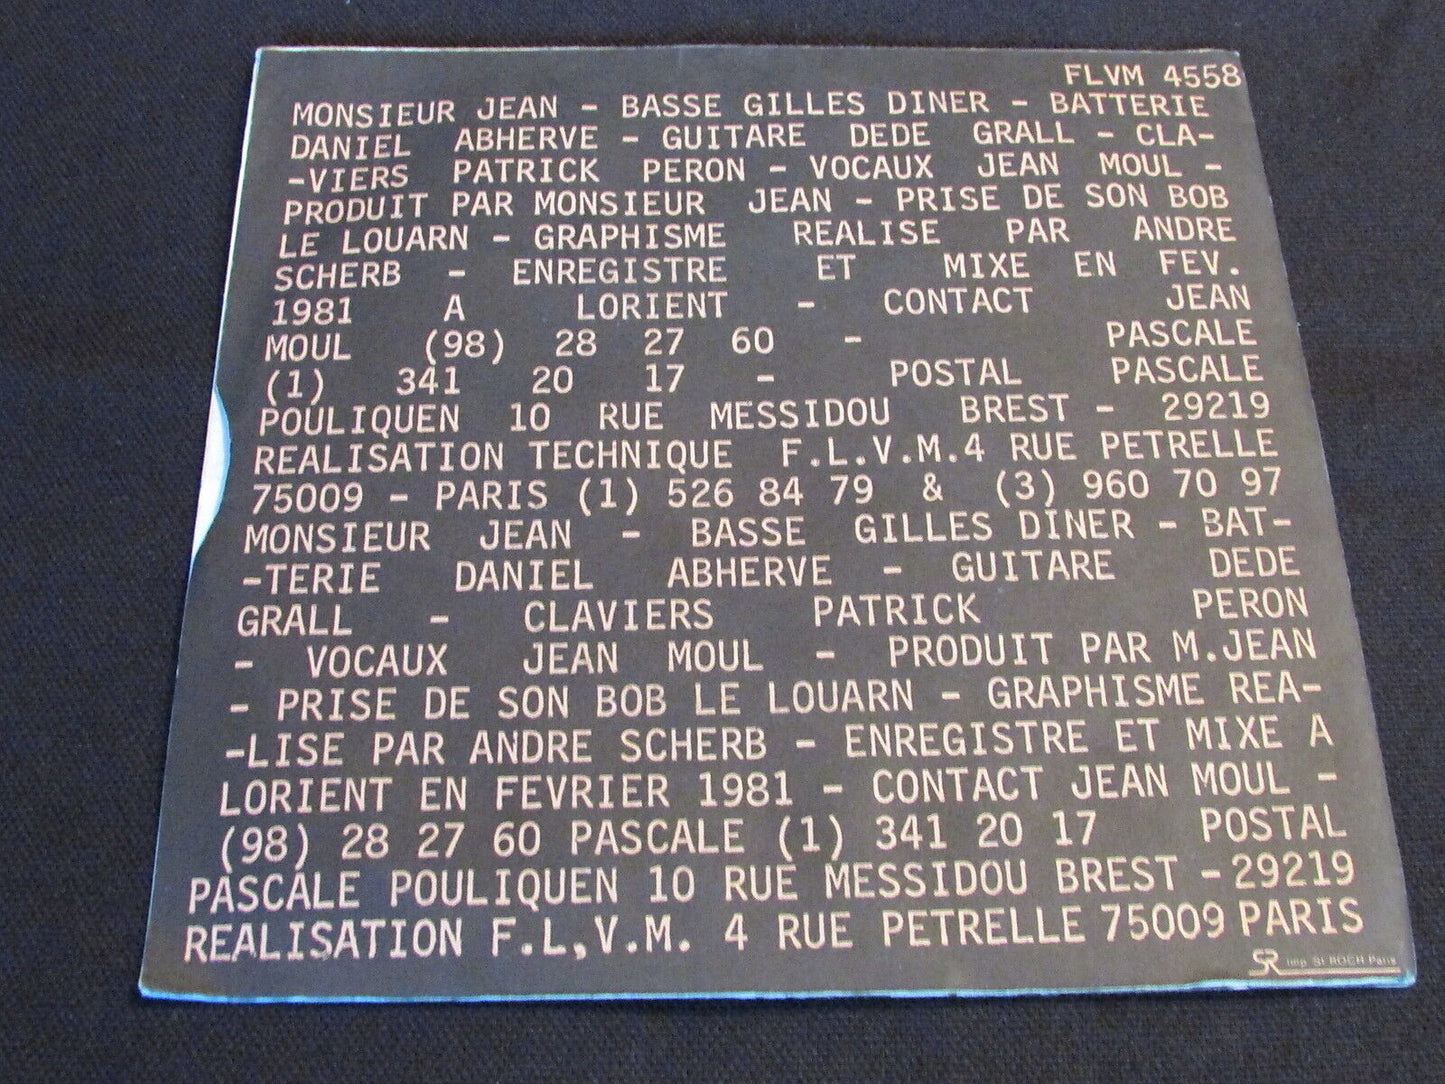 FLVM 4558
MONSIEUR JEAN - BASSE GILLES DINER - BATTERIE
DANIEL ABHERVE - GUITARE DEDE GRALL - CLA-
-VIERS PATRICK PERON - VOCAUX JEAN MOUL -
PRODUIT PAR MONSIEUR JEAN - PRISE DE SON BOB
LE LOUARN - GRAPHISME REALISE PAR ANDRE
SCHERB - ENREGISTRE ET MIXE EN FEV.
1981 A LORIENT - CONTACT JEAN
MOUL (98) 28 27 60 - PASCALE
(1) 341 20 17 - POSTAL PASCALE
POULIQUEN 10 RUE MESSIDOU BREST - 29219
REALISATION TECHNIQUE F.L.V.M.4 RUE PETRELLE
75009 - PARIS (1) 526 84 79 & (3) 960 70 97
MONSIEUR JEAN - BASSE GILLES DINER - BAT-
-TERIE DANIEL ABHERVE - GUITARE DEDE
GRALL - CLAVIERS PATRICK PERON
- VOCAUX JEAN MOUL - PRODUIT PAR M.JEAN
- PRISE DE SON BOB LE LOUARN - GRAPHISME REA-
-LISE PAR ANDRE SCHERB - ENREGISTRE ET MIXE A
LORIENT EN FEVRIER 1981 - CONTACT JEAN MOUL -
(98) 28 27 60 PASCALE (1) 341 20 17 POSTAL
PASCALE POULIQUEN 10 RUE MESSIDOU BREST - 29219
REALISATION F.L,V.M. 4 RUE PETRELLE 75009 PARIS
SR Imp. St ROCH Paris